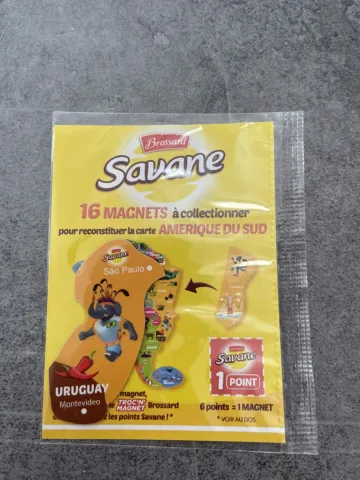 Brossard
Savane
16 MAGNETS à collectionner
pour reconstituer la carte AMERIQUE DU SUD
Savane
São Paulo
Savane
1 POINT
URUGUAY
Montevideo
magnet,
TROC'N'
MAGNET
Brossard
les points Savane ! *
6 points = 1 MAGNET
* VOIR AU DOS